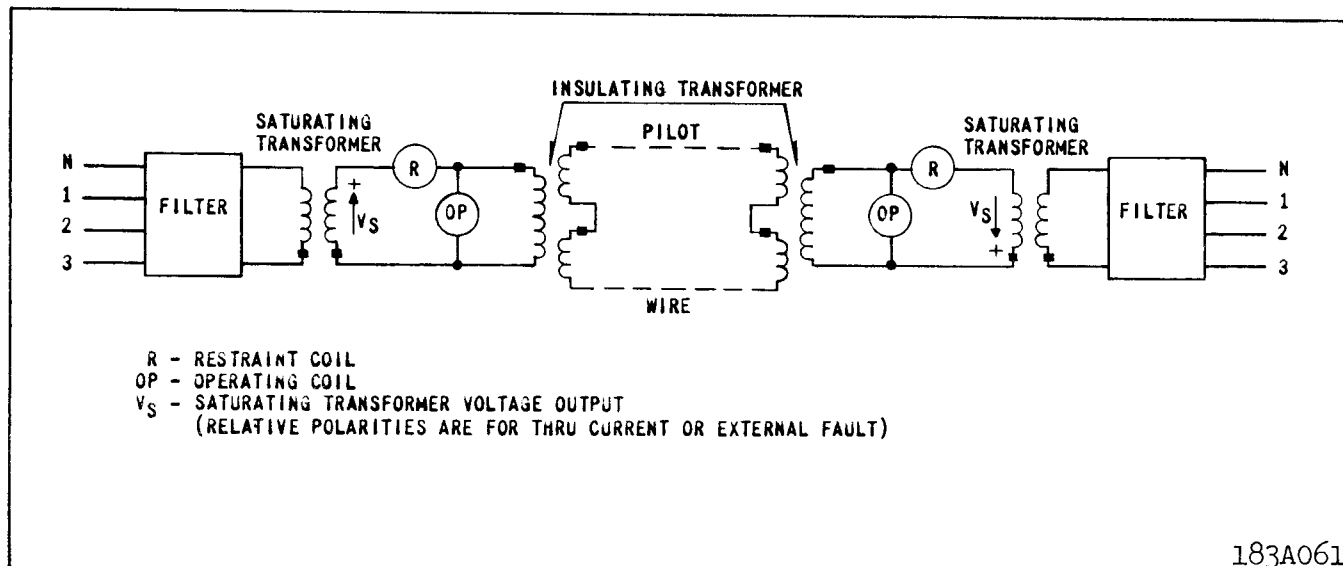 INSULATING TRANSFORMER
SATURATING
TRANSFORMER
PILOT
SATURATING
TRANSFORMER
N
1
2
3
FILTER
+
VS
R
OP
WIRE
OP
R
VS
+
FILTER
N
1
2
3
R - RESTRAINT COIL
OP - OPERATING COIL
VS - SATURATING TRANSFORMER VOLTAGE OUTPUT
(RELATIVE POLARITIES ARE FOR THRU CURRENT OR EXTERNAL FAULT)
183A061